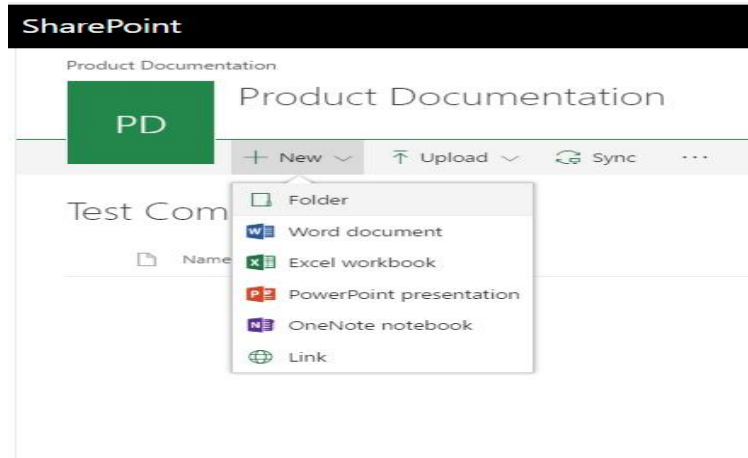 SharePoint
Product Documentation
PD
Product Documentation
+ New
Upload
Sync
...
Test Com
Name
Folder
Word document
Excel workbook
PowerPoint presentation
OneNote notebook
Link